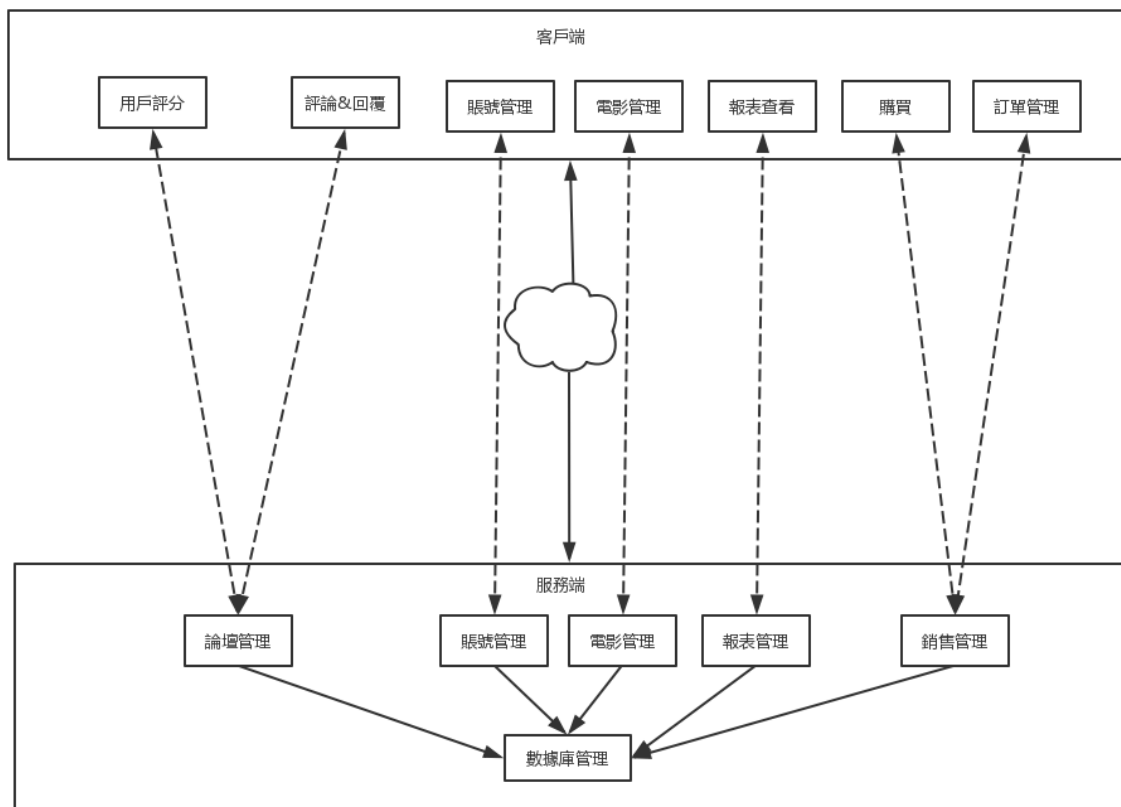 客戶端
用戶評分
評論&回覆
賬號管理
電影管理
報表查看
購買
訂單管理
服務端
論壇管理
賬號管理
電影管理
報表管理
銷售管理
數據庫管理